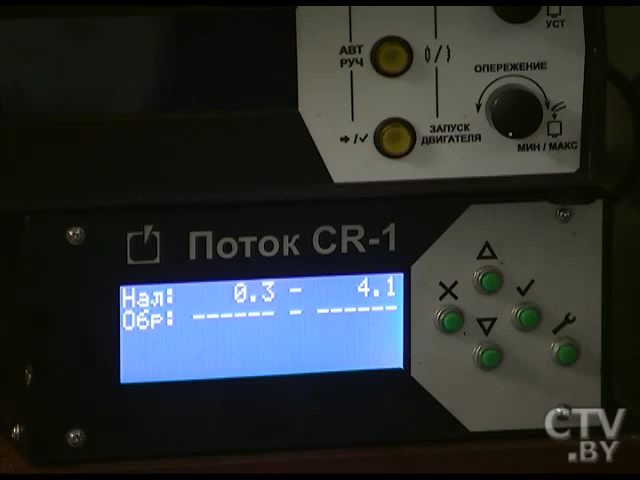 УСТ
АВТ
РУЧ
ОПЕРЕЖЕНИЕ
ЗАПУСК
ДВИГАТЕЛЯ
МИН / МАКС
Поток CR-1
Нал: 0.3 - 4.1
Обр: ------ - ------
CTV
.BY